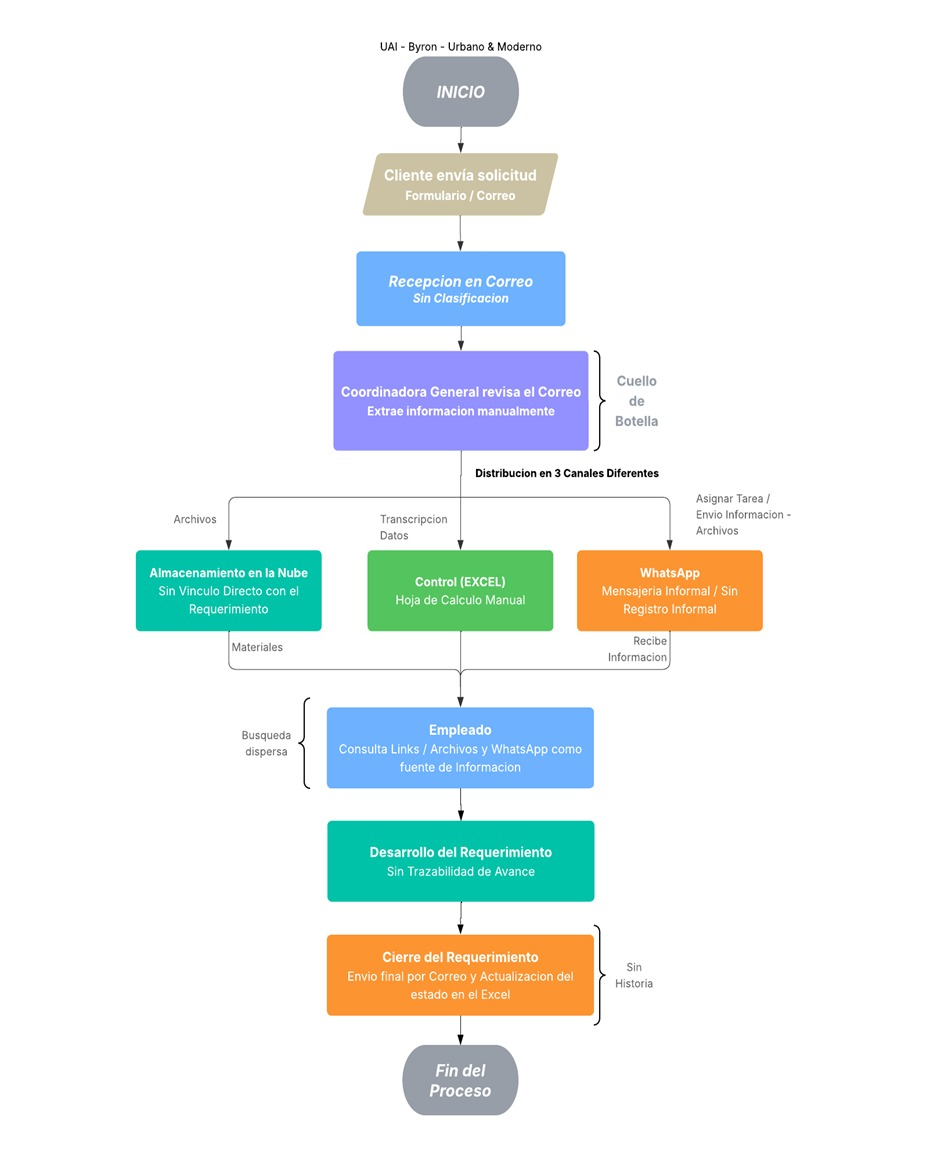 UAI - Byron - Urbano & Moderno
INICIO
Cliente envía solicitud
Formulario / Correo
Recepcion en Correo
Sin Clasificacion
Coordinadora General revisa el Correo
Extrae informacion manualmente
Cuello
de
Botella
Distribucion en 3 Canales Diferentes
Archivos
Transcripcion
Datos
Asignar Tarea /
Envio Informacion -
Archivos
Almacenamiento en la Nube
Sin Vinculo Directo con el
Requerimiento
Control (EXCEL)
Hoja de Calculo Manual
WhatsApp
Mensajeria Informal / Sin
Registro Informal
Materiales
Recibe
Informacion
Busqueda
dispersa
Empleado
Consulta Links / Archivos y WhatsApp como
fuente de Informacion
Desarrollo del Requerimiento
Sin Trazabilidad de Avance
Cierre del Requerimiento
Envio final por Correo y Actualizacion del
estado en el Excel
Sin
Historia
Fin del
Proceso